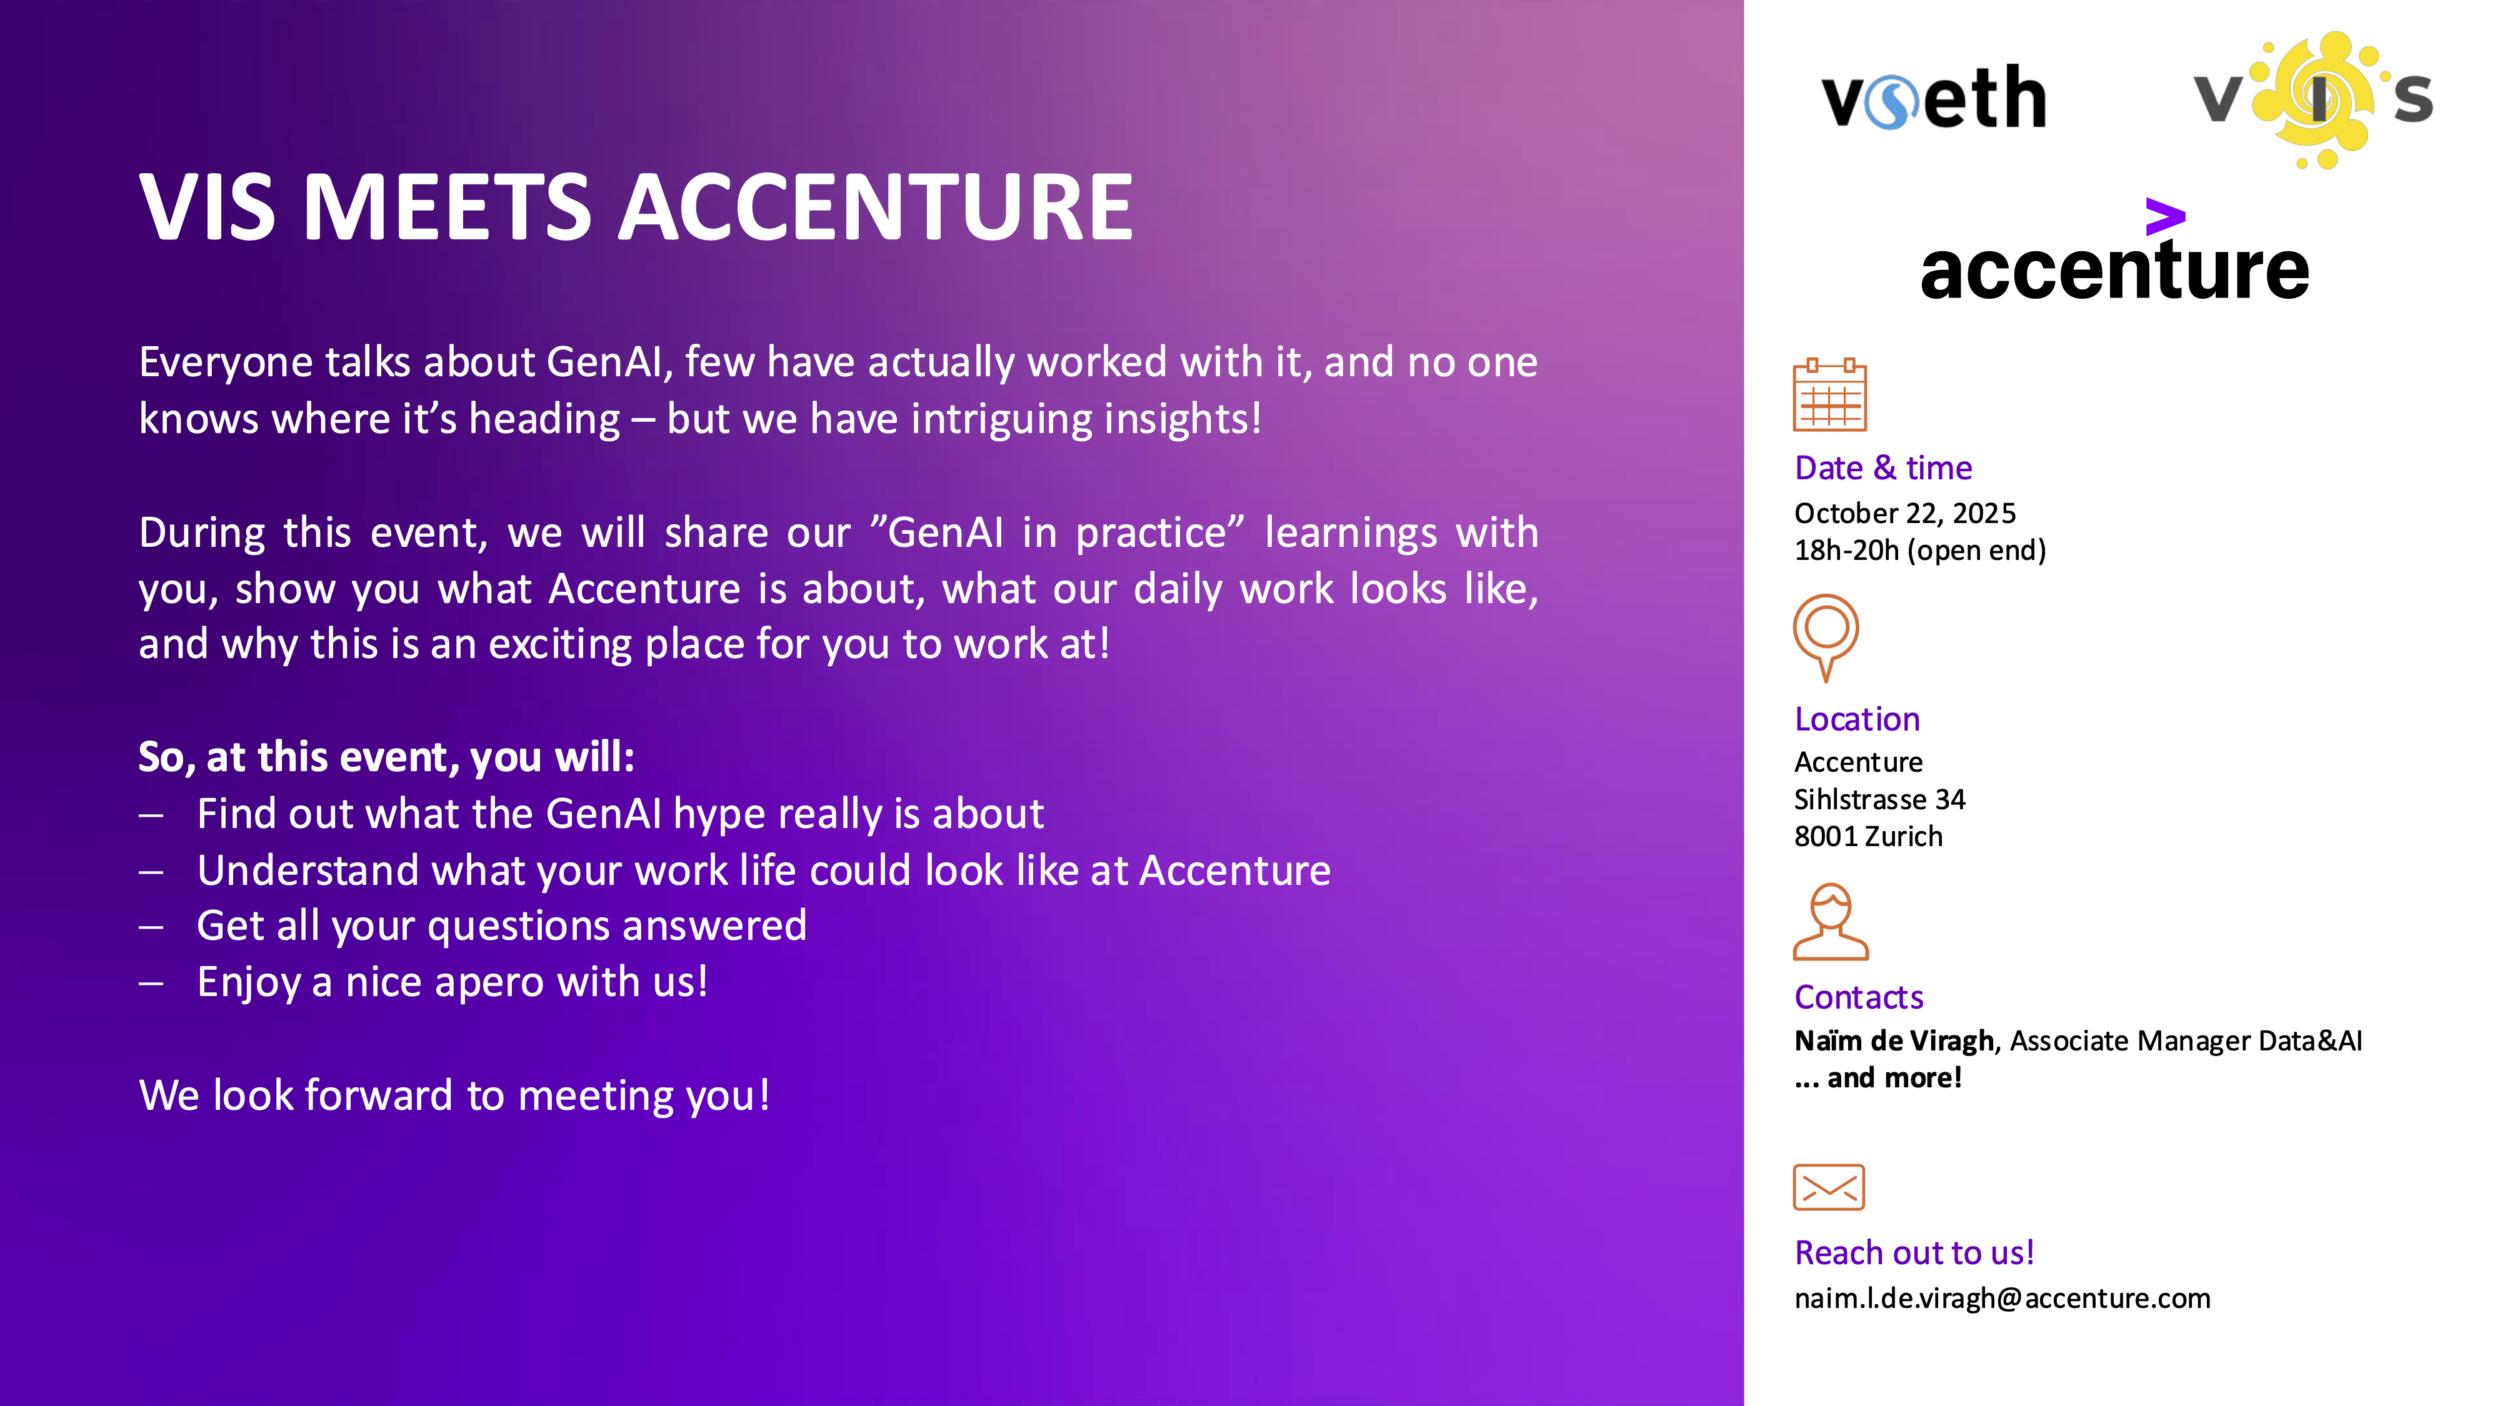 VIS MEETS ACCENTURE
Everyone talks about GenAI, few have actually worked with it, and no one
knows where it’s heading – but we have intriguing insights!
During this event, we will share our ”GenAI in practice” learnings with
you, show you what Accenture is about, what our daily work looks like,
and why this is an exciting place for you to work at!
So, at this event, you will:
– Find out what the GenAI hype really is about
– Understand what your work life could look like at Accenture
– Get all your questions answered
– Enjoy a nice apero with us!
We look forward to meeting you!
vseth
vis
>
accenture
Date & time
October 22, 2025
18h-20h (open end)
Location
Accenture
Sihlstrasse 34
8001 Zurich
Contacts
Naïm de Viragh, Associate Manager Data&AI
... and more!
Reach out to us!
naim.l.de.viragh@accenture.com